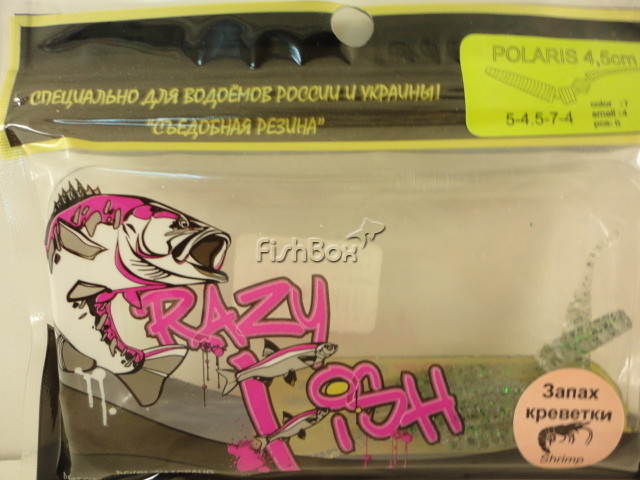 СПЕЦИАЛЬНО ДЛЯ ВОДОЁМОВ РОССИИ И УКРАИНЫ!
"СЪЕДОБНАЯ РЕЗИНА"
POLARIS 4,5cm
5-4.5-7-4
color :7
smell :4
pcs: 6
FishBox
CRAZY
FiSH
Запах
креветки
Shrimp